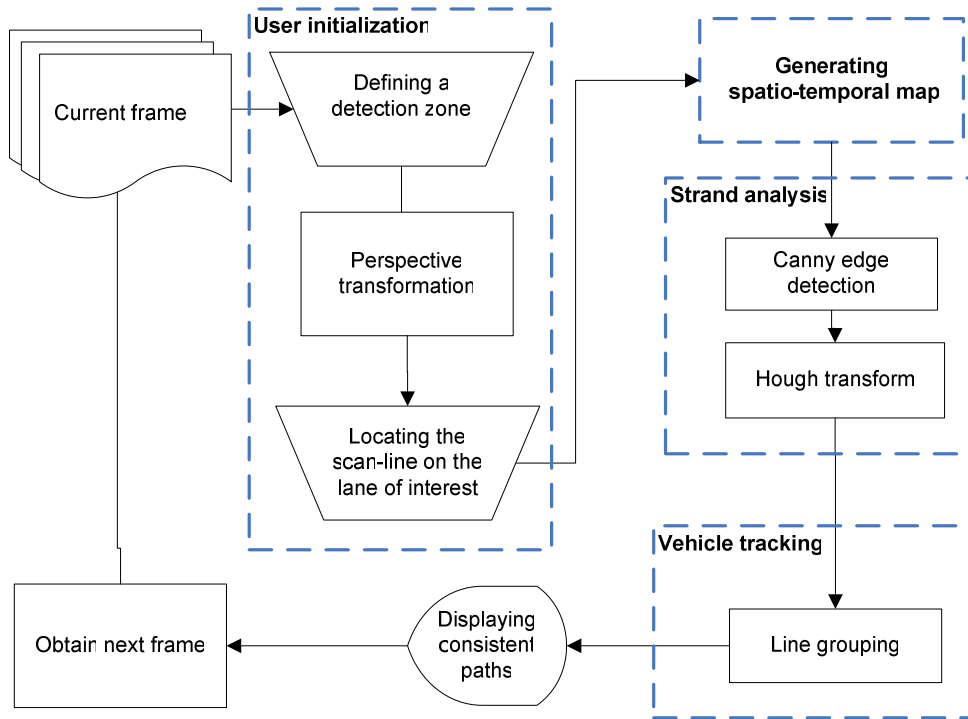 User initialization
Current frame
Defining a
detection zone
Perspective
transformation
Locating the
scan-line on the
lane of interest
Generating
spatio-temporal map
Strand analysis
Canny edge
detection
Hough transform
Vehicle tracking
Line grouping
Displaying
consistent
paths
Obtain next frame